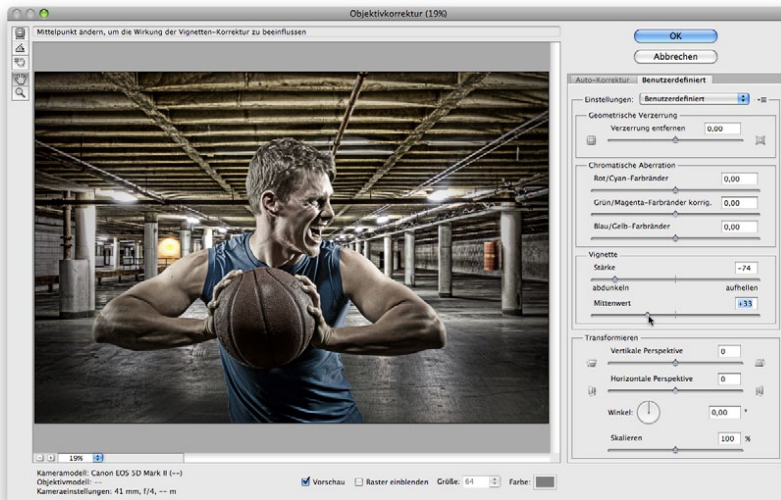 Objektivkorrektur (19%)
Mittelpunkt ändern, um die Wirkung der Vignetten-Korrektur zu beeinflussen
OK
Abbrechen
Auto-Korrektur Benutzerdefiniert
Einstellungen: Benutzerdefiniert
Geometrische Verzerrung
Verzerrung entfernen 0,00
Chromatische Aberration
Rot/Cyan-Farbränder 0,00
Grün/Magenta-Farbränder korrig. 0,00
Blau/Gelb-Farbränder 0,00
Vignette
Stärke -74
abdunkeln aufhellen
Mittenwert +33
Transformieren
Vertikale Perspektive 0
Horizontale Perspektive 0
Winkel: 0,00 °
Skalieren 100 %
19%
Kameramodell: Canon EOS 5D Mark II (--)
Objektivmodell: --
Kameraeinstellungen: 41 mm, f/4, -- m
Vorschau Raster einblenden Größe: 64 Farbe: